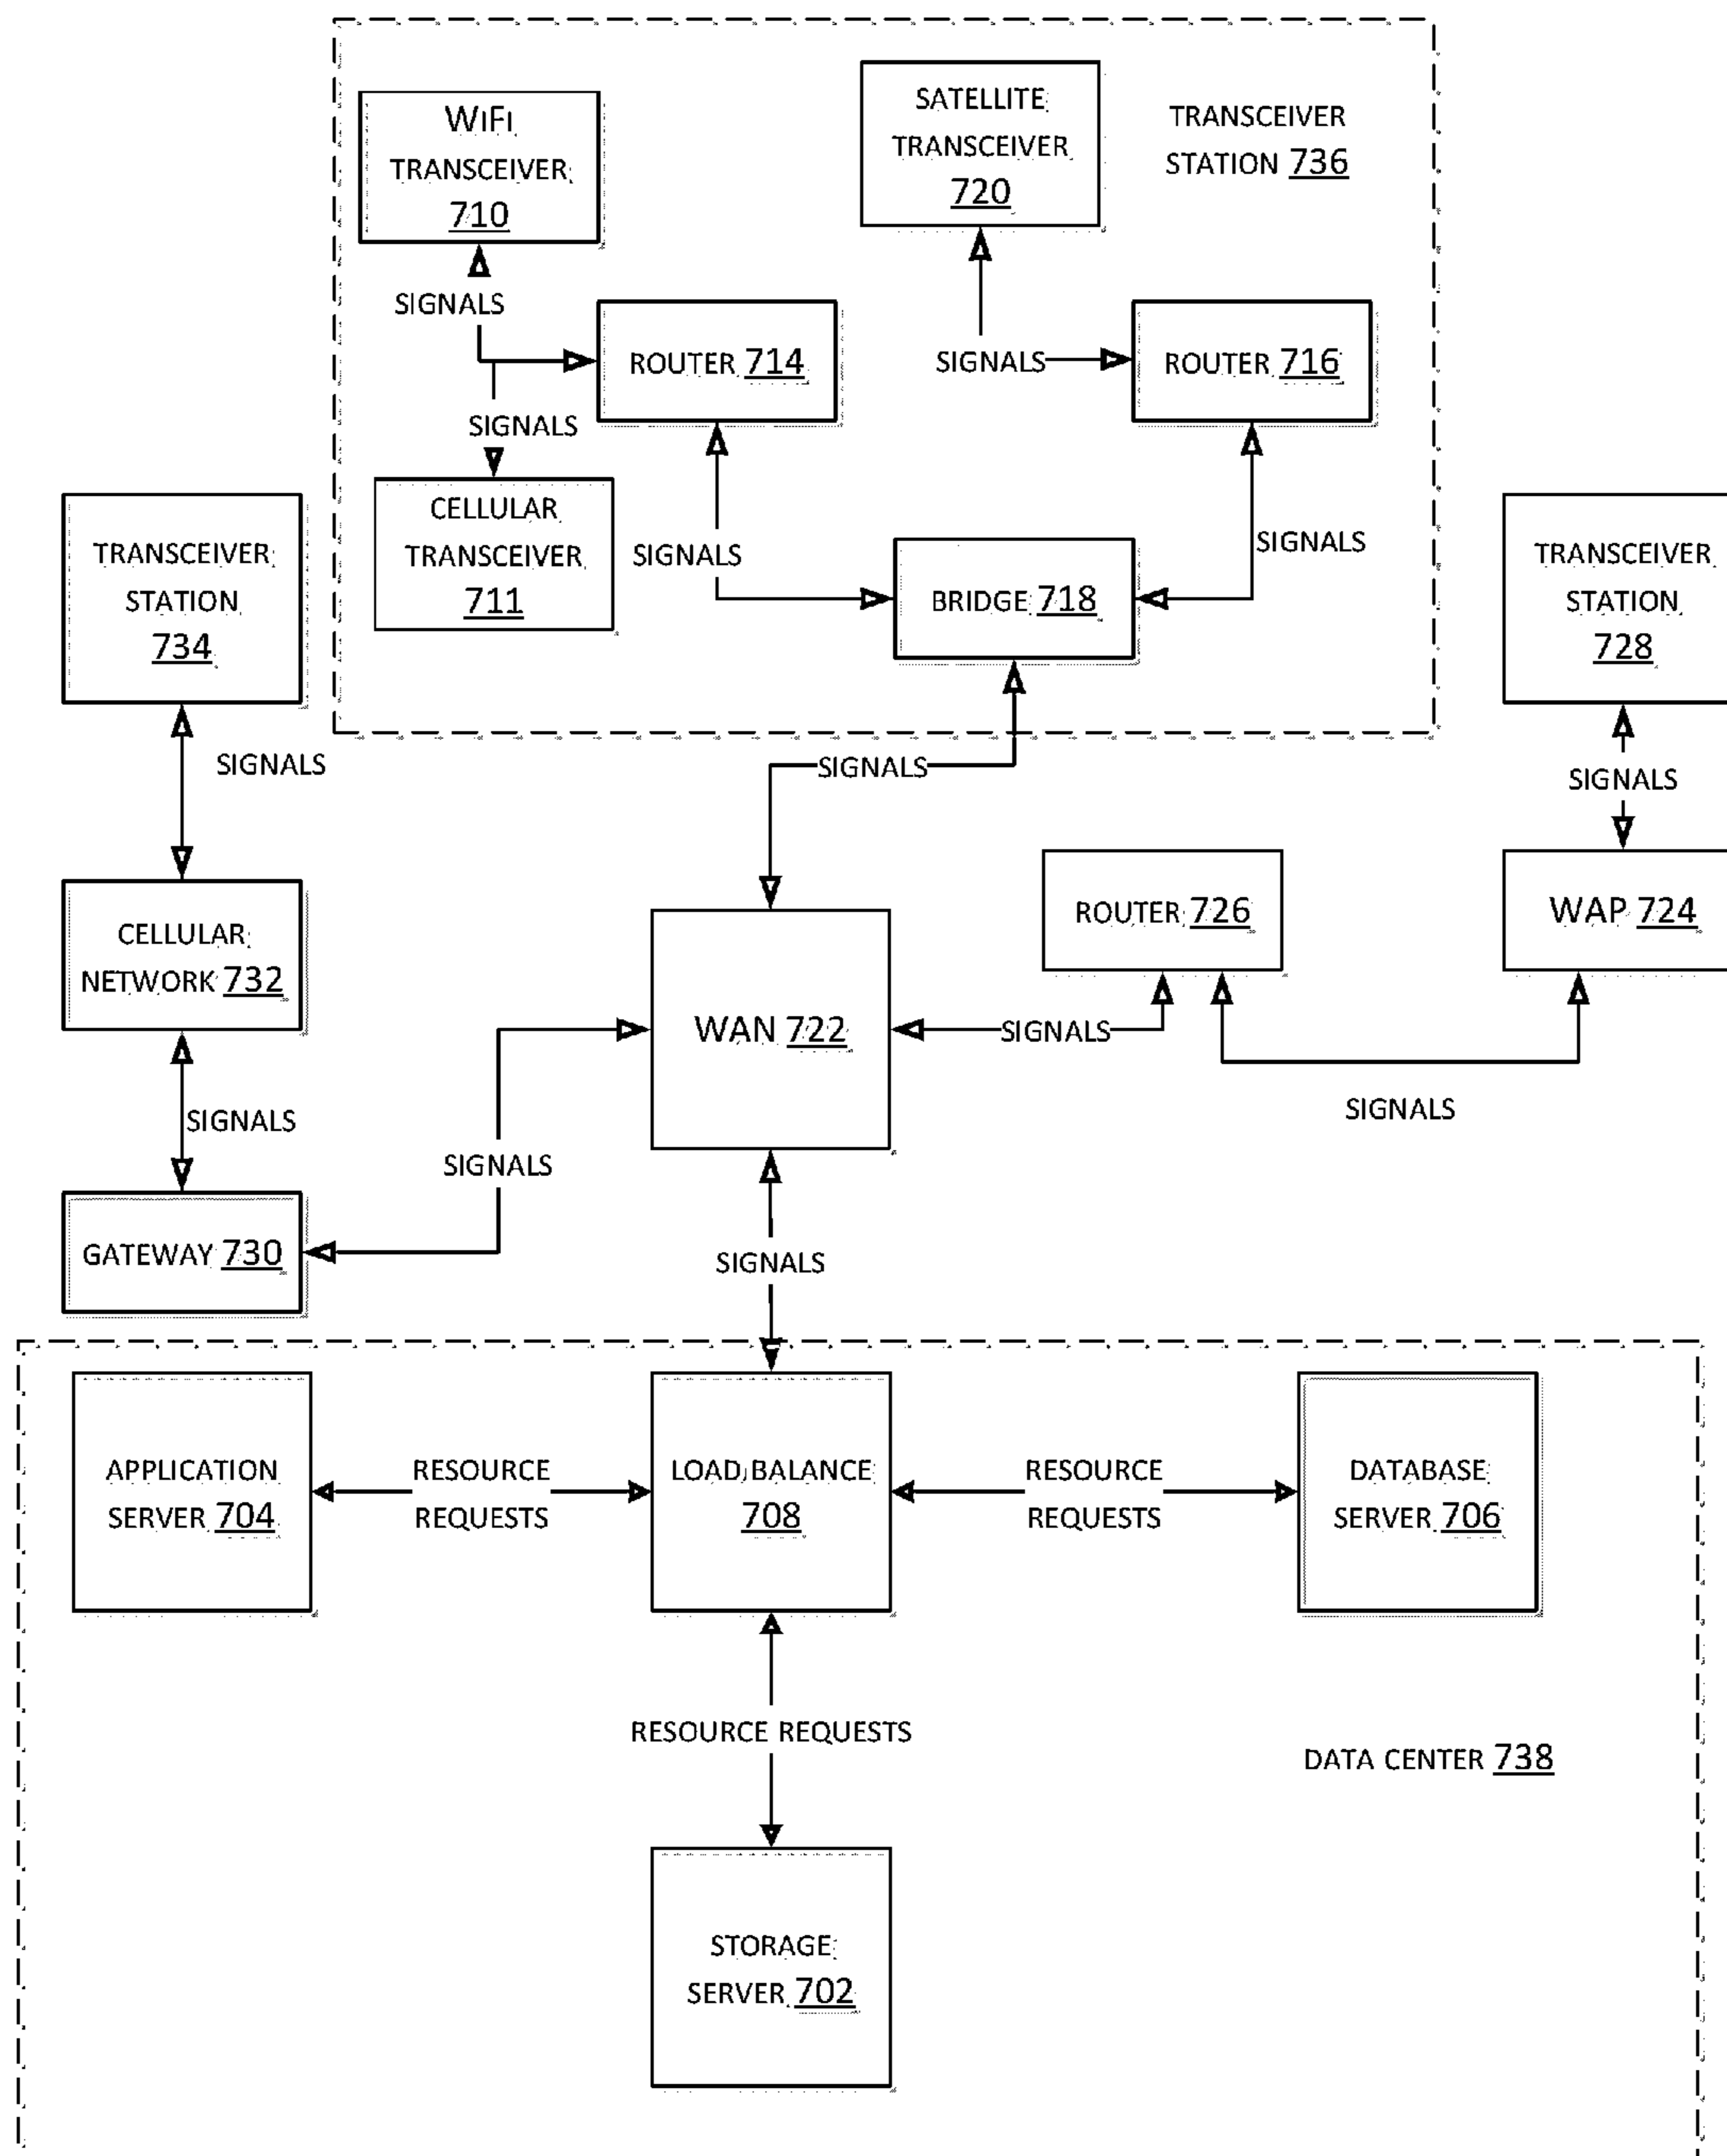 WiFi
TRANSCEIVER
710
SATELLITE
TRANSCEIVER
720
TRANSCEIVER
STATION 736
SIGNALS
ROUTER 714
SIGNALS
ROUTER 716
SIGNALS
CELLULAR
TRANSCEIVER
711
SIGNALS
BRIDGE 718
SIGNALS
TRANSCEIVER
STATION
734
TRANSCEIVER
STATION
728
SIGNALS
SIGNALS
SIGNALS
CELLULAR
NETWORK 732
WAN 722
ROUTER 726
WAP 724
SIGNALS
SIGNALS
SIGNALS
SIGNALS
GATEWAY 730
SIGNALS
APPLICATION
SERVER 704
RESOURCE
REQUESTS
LOAD BALANCE
708
RESOURCE
REQUESTS
DATABASE
SERVER 706
RESOURCE REQUESTS
DATA CENTER 738
STORAGE
SERVER 702